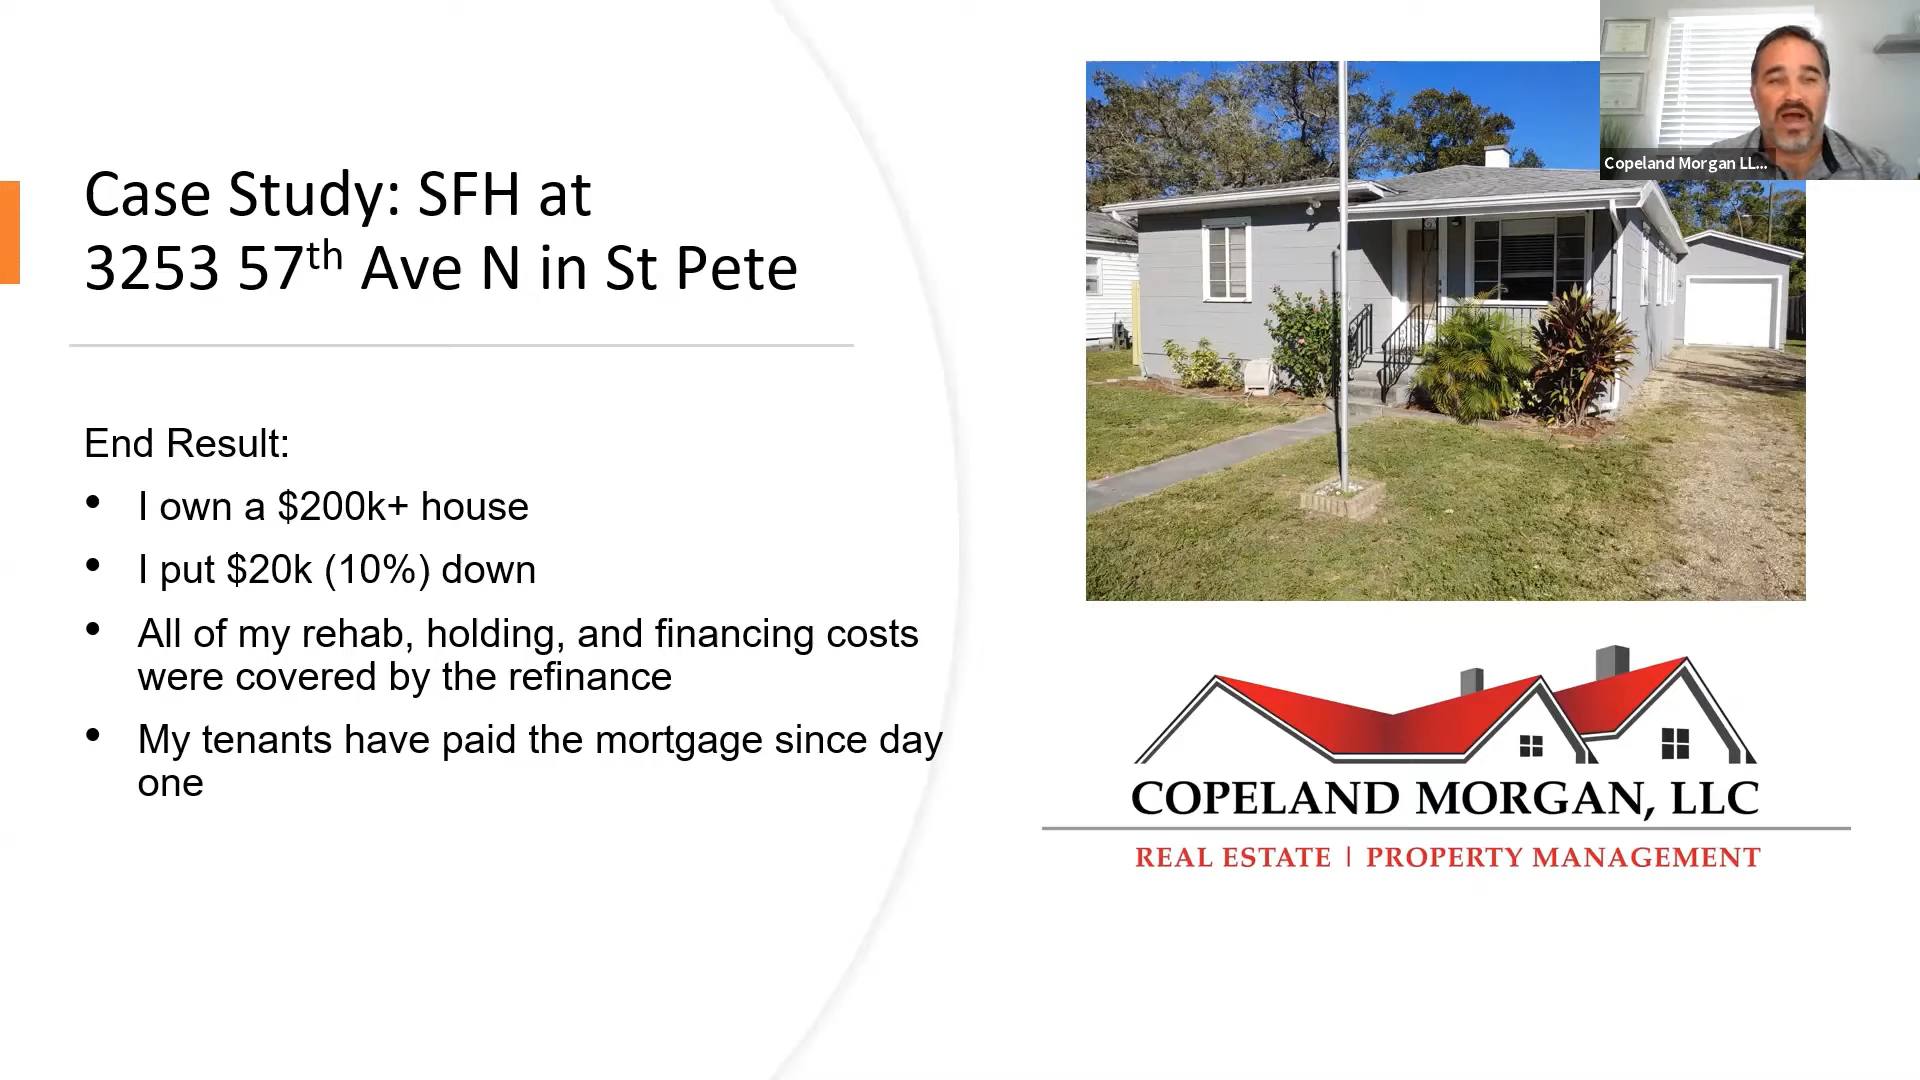 Case Study: SFH at
3253 57th Ave N in St Pete
End Result:
• I own a $200k+ house
• I put $20k (10%) down
• All of my rehab, holding, and financing costs
were covered by the refinance
• My tenants have paid the mortgage since day
one
Copeland Morgan LL...
COPELAND MORGAN, LLC
REAL ESTATE | PROPERTY MANAGEMENT